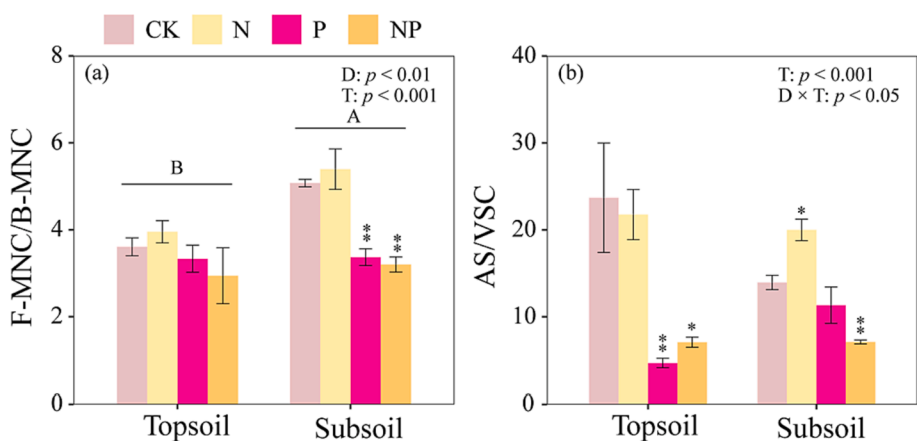 CK N P NP
(a)
D: p < 0.01
T: p < 0.001
A
B
**
**
8
6
4
2
0
F-MNC/B-MNC
Topsoil Subsoil
(b)
T: p < 0.001
D × T: p < 0.05
*
**
*
**
40
30
20
10
0
AS/VSC
Topsoil Subsoil